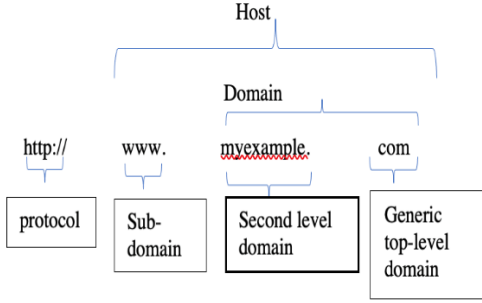 Host
Domain
http:// www. myexample. com
protocol
Sub-
domain
Second level
domain
Generic
top-level
domain